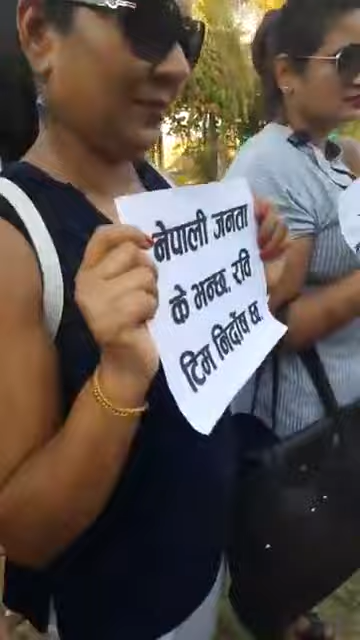 नेपाली जनता
के भन्छ, रवि
टिम निर्दोष छ.